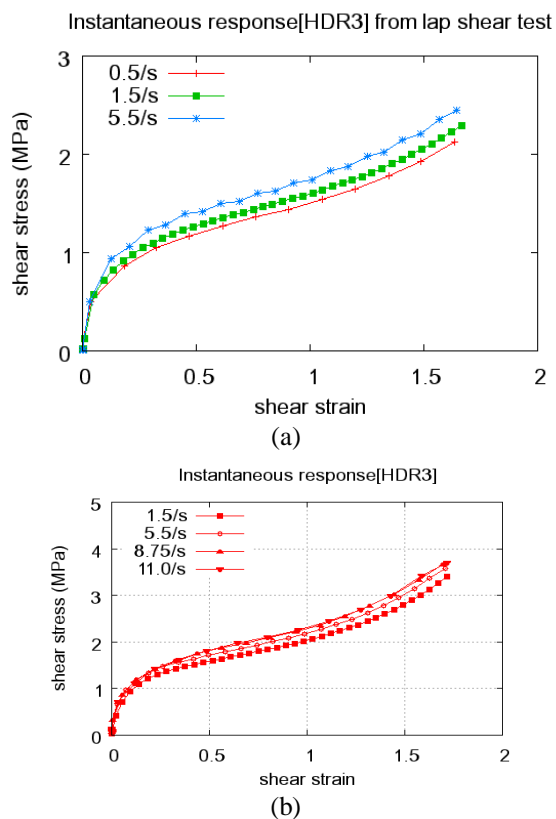 Instantaneous response[HDR3] from lap shear test
3
0.5/s
1.5/s
5.5/s
2
1
0
shear stress (MPa)
0 0.5 1 1.5 2
shear strain
(a)
Instantaneous response[HDR3]
5
1.5/s
5.5/s
8.75/s
11.0/s
4
3
2
1
0
shear stress (MPa)
0 0.5 1 1.5 2
shear strain
(b)